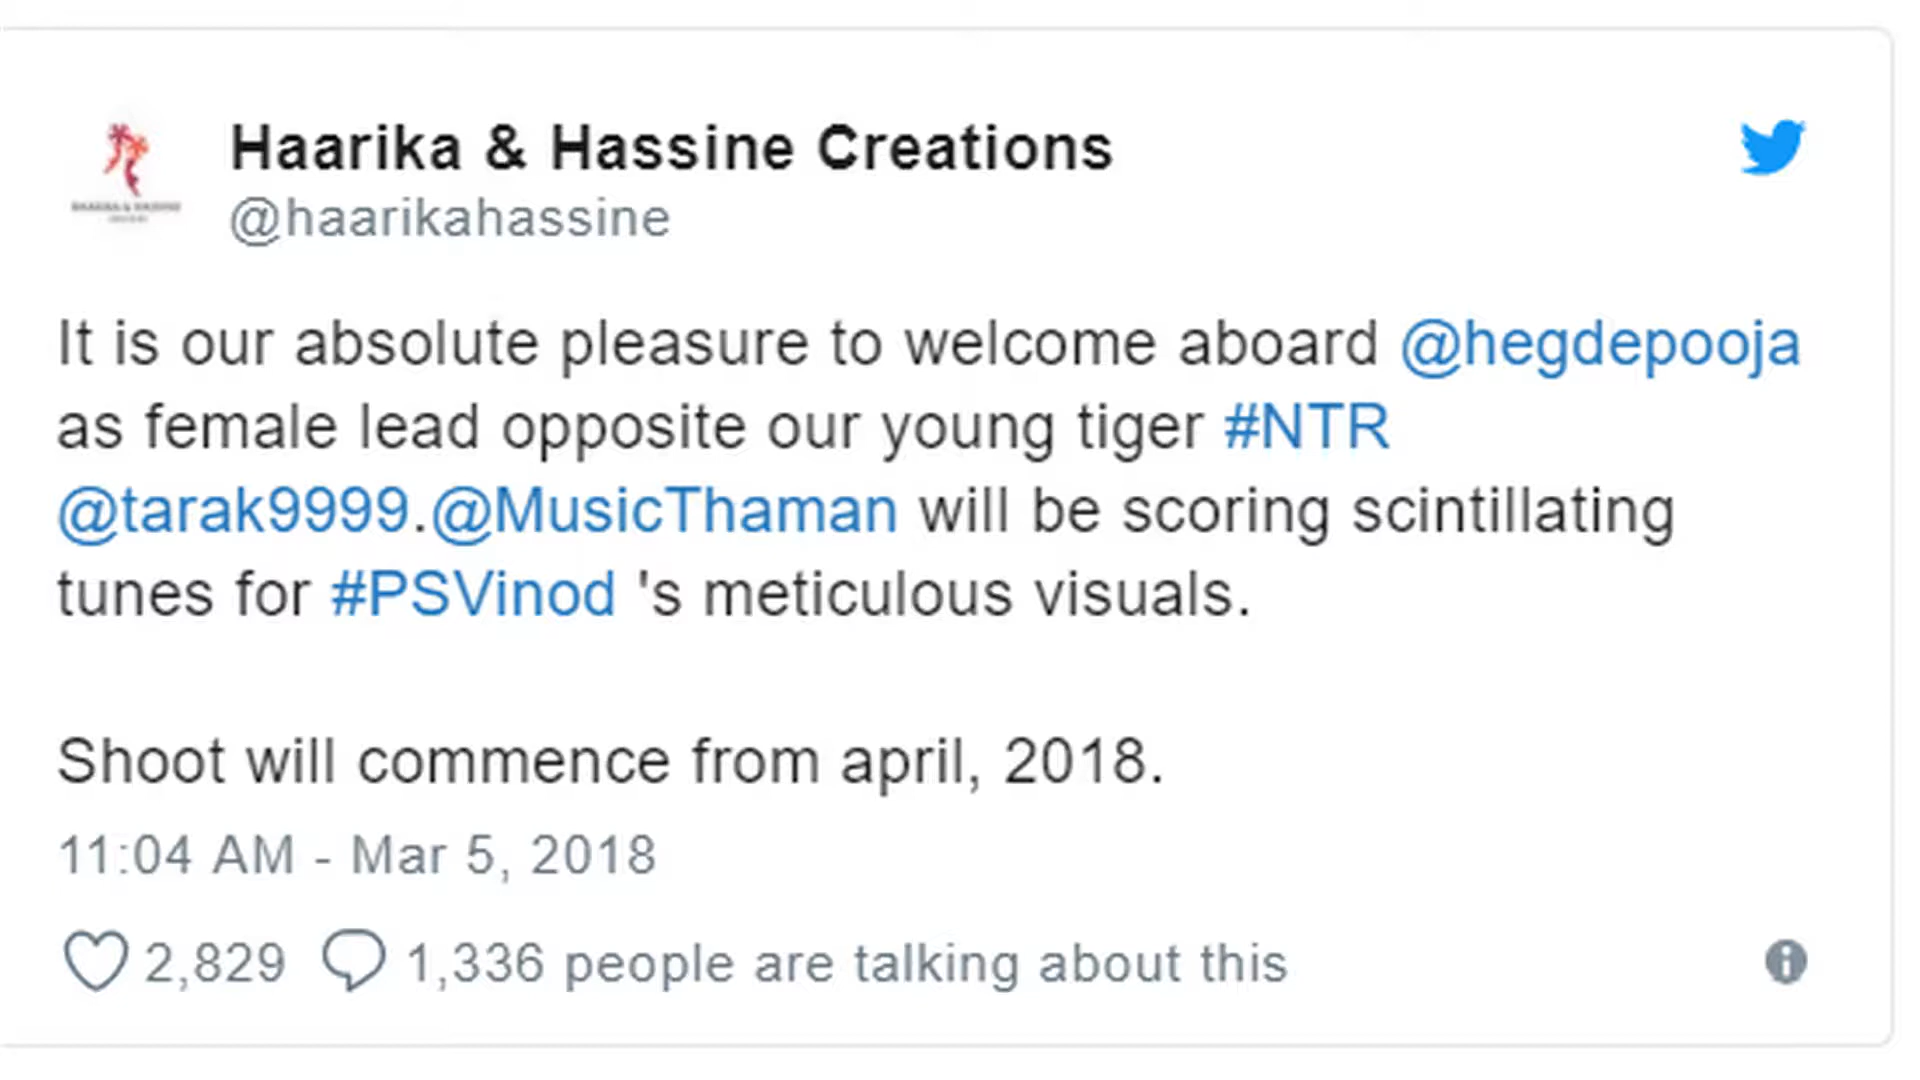 Haarika & Hassine Creations
@haarikahassine
It is our absolute pleasure to welcome aboard @hegdepooja
as female lead opposite our young tiger #NTR
@tarak9999.@MusicThaman will be scoring scintillating
tunes for #PSVinod 's meticulous visuals.
Shoot will commence from april, 2018.
11:04 AM - Mar 5, 2018
2,829 1,336 people are talking about this